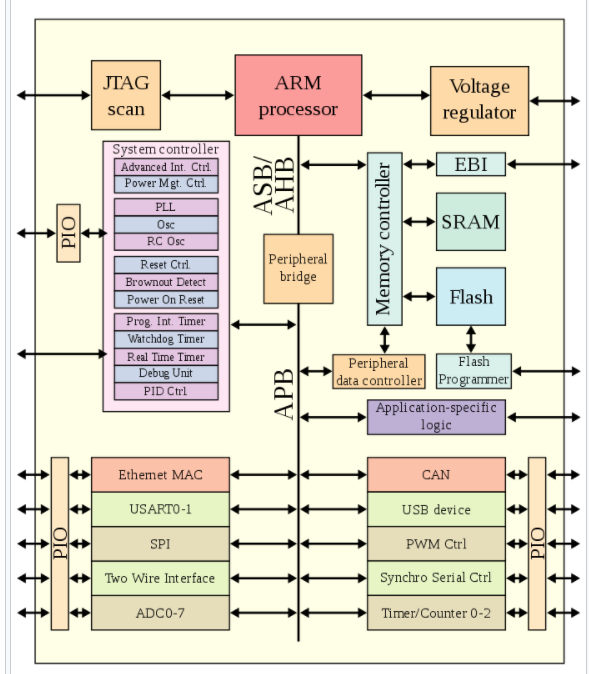 JTAG
scan
ARM
processor
Voltage
regulator
System controller
Advanced Int. Ctrl.
Power Mgt. Ctrl.
PLL
Osc
RC Osc
Reset Ctrl.
Brownout Detect
Power On Reset
Prog. Int. Timer
Watchdog Timer
Real Time Timer
Debug Unit
PID Ctrl
PIO
ASB/
AHB
Peripheral
bridge
APB
Memory controller
EBI
SRAM
Flash
Peripheral
data controller
Flash
Programmer
Application-specific
logic
PIO
Ethernet MAC
USART0-1
SPI
Two Wire Interface
ADC0-7
CAN
USB device
PWM Ctrl
Synchro Serial Ctrl
Timer/Counter 0-2
PIO